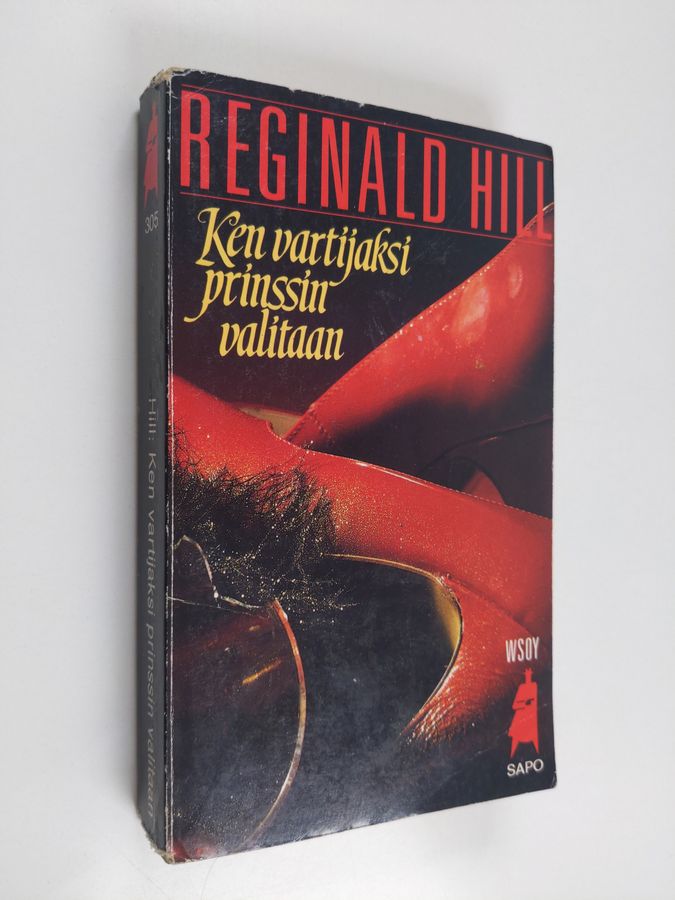 REGINALD HILL
Ken vartijaksi
prinssin
valitaan
WSOY
SAPO
305
Hill: Ken vartijaksi prinssin valitaan